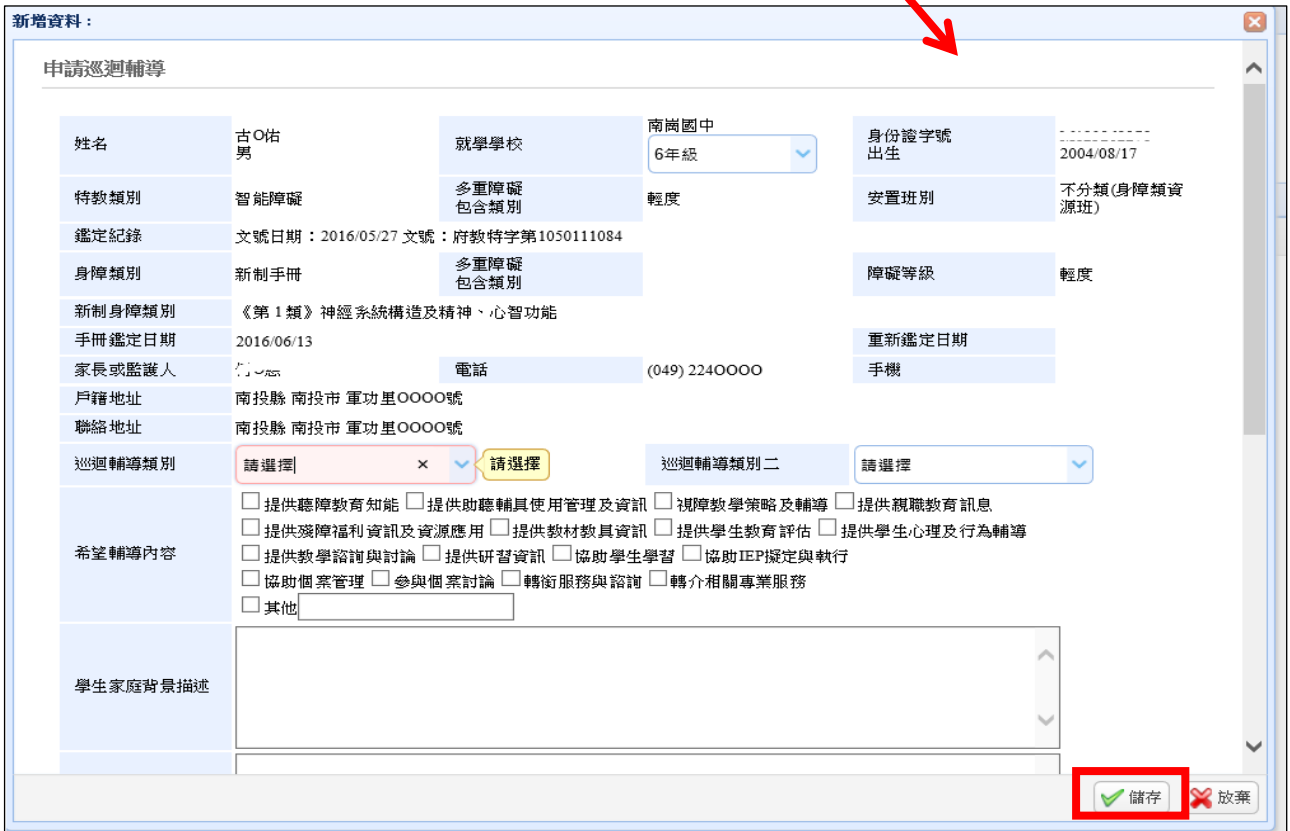 新增資料：
申請巡迴輔導
姓名 古O佑 男 就學學校 南崗國中 6年級 身份證字號 出生 2004/08/17
特教類別 智能障礙 多重障礙 包含類別 輕度 安置班別 不分類(身障類資源班)
鑑定紀錄 文號日期：2016/05/27 文號：府教特字第1050111084
身障類別 新制手冊 多重障礙 包含類別 障礙等級 輕度
新制身障類別 《第1類》神經系統構造及精神、心智功能
手冊鑑定日期 2016/06/13 重新鑑定日期
家長或監護人 電話 (049) 224OOOO 手機
戶籍地址 南投縣 南投市 軍功里OOOO號
聯絡地址 南投縣 南投市 軍功里OOOO號
巡迴輔導類別 請選擇 × 請選擇 巡迴輔導類別二 請選擇
希望輔導內容
提供聽障教育知能 提供助聽輔具使用管理及資訊 視障教學策略及輔導 提供親職教育訊息
提供殘障福利資訊及資源應用 提供教材教具資訊 提供學生教育評估 提供學生心理及行為輔導
提供教學諮詢與討論 提供研習資訊 協助學生學習 協助IEP擬定與執行
協助個案管理 參與個案討論 轉銜服務與諮詢 轉介相關專業服務
其他
學生家庭背景描述
儲存 放棄